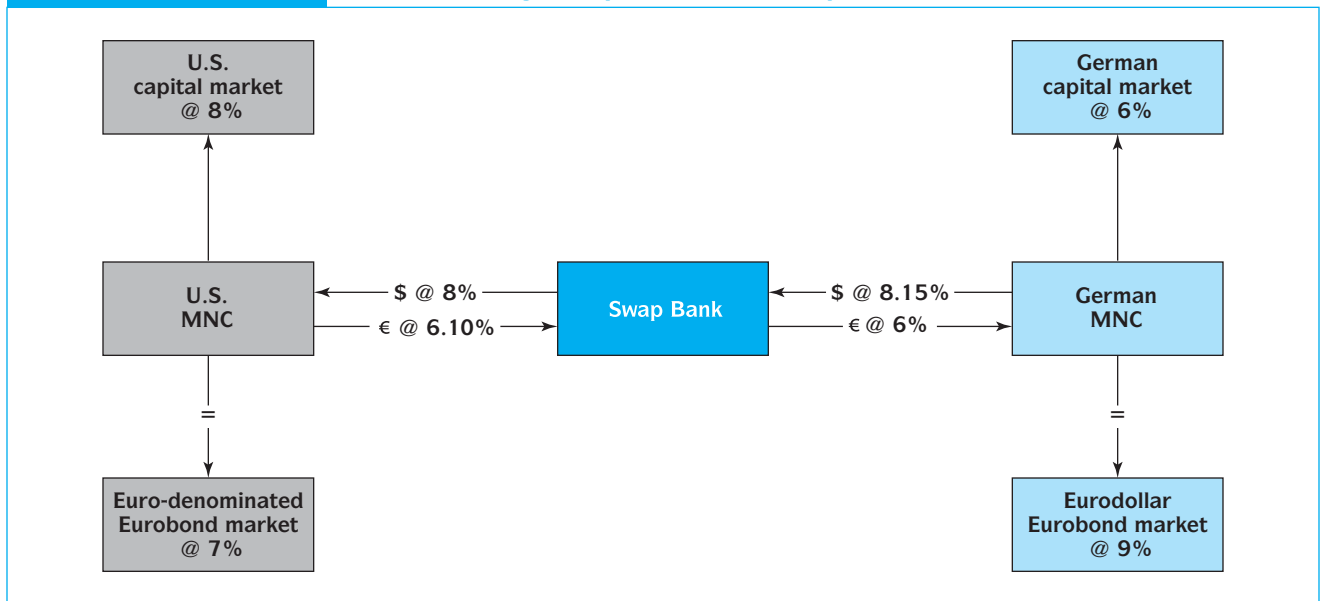 U.S.
capital market
@ 8%
German
capital market
@ 6%
U.S.
MNC
$ @ 8%
€ @ 6.10%
Swap Bank
$ @ 8.15%
€ @ 6%
German
MNC
=
=
Euro-denominated
Eurobond market
@ 7%
Eurodollar
Eurobond market
@ 9%